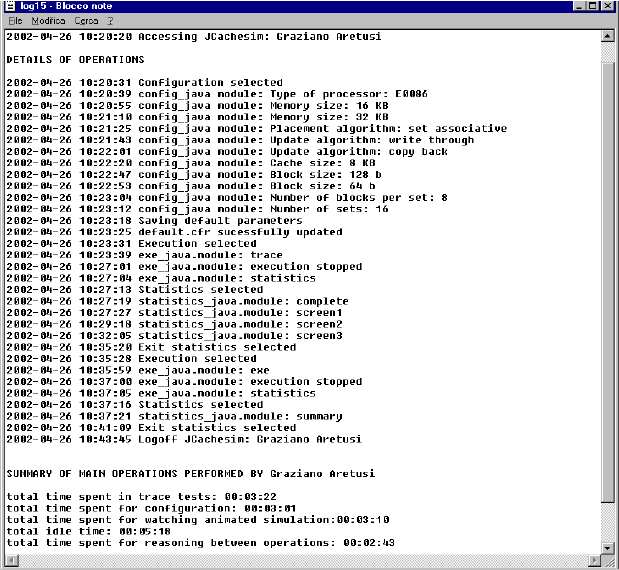 log15 - Blocco note
File Modifica Cerca ?
2002-04-26 10:20:20 Accessing JCachesim: Graziano Aretusi
DETAILS OF OPERATIONS
2002-04-26 10:20:31 Configuration selected
2002-04-26 10:20:39 config_java module: Type of processor: E0086
2002-04-26 10:20:55 config_java module: Memory size: 16 KB
2002-04-26 10:21:10 config_java module: Memory size: 32 KB
2002-04-26 10:21:25 config_java module: Placement algorithm: set associative
2002-04-26 10:21:43 config_java module: Update algorithm: write through
2002-04-26 10:22:01 config_java module: Update algorithm: copy back
2002-04-26 10:22:20 config_java module: Cache size: 8 KB
2002-04-26 10:22:47 config_java module: Block size: 128 b
2002-04-26 10:22:53 config_java module: Block size: 64 b
2002-04-26 10:23:04 config_java module: Number of blocks per set: 8
2002-04-26 10:23:12 config_java module: Number of sets: 16
2002-04-26 10:23:18 Saving default parameters
2002-04-26 10:23:25 default.cfr sucessfully updated
2002-04-26 10:23:31 Execution selected
2002-04-26 10:23:39 exe_java.module: trace
2002-04-26 10:27:01 exe_java.module: execution stopped
2002-04-26 10:27:04 exe_java.module: statistics
2002-04-26 10:27:13 Statistics selected
2002-04-26 10:27:19 statistics_java.module: complete
2002-04-26 10:27:27 statistics_java.module: screen1
2002-04-26 10:29:18 statistics_java.module: screen2
2002-04-26 10:32:05 statistics_java.module: screen3
2002-04-26 10:35:20 Exit statistics selected
2002-04-26 10:35:28 Execution selected
2002-04-26 10:35:59 exe_java.module: exe
2002-04-26 10:37:00 exe_java.module: execution stopped
2002-04-26 10:37:05 exe_java.module: statistics
2002-04-26 10:37:16 Statistics selected
2002-04-26 10:37:21 statistics_java.module: summary
2002-04-26 10:41:09 Exit statistics selected
2002-04-26 10:43:45 Logoff JCachesim: Graziano Aretusi
SUMMARY OF MAIN OPERATIONS PERFORMED BY Graziano Aretusi
total time spent in trace tests: 00:03:22
total time spent for configuration: 00:03:01
total time spent for watching animated simulation:00:03:10
total idle time: 00:05:18
total time spent for reasoning between operations: 00:02:43